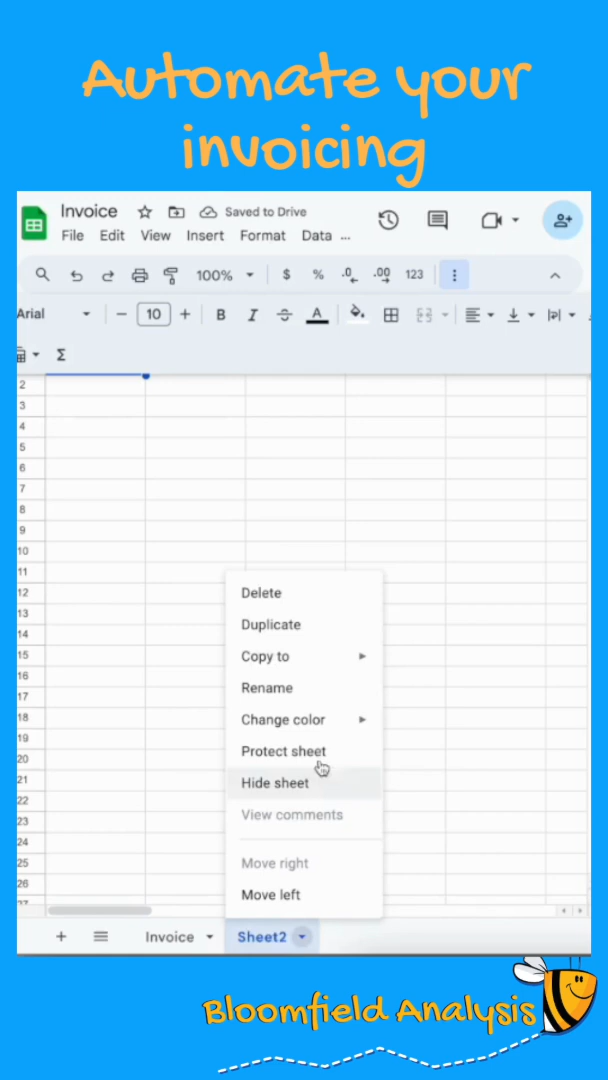 Automate your
invoicing
Invoice Saved to Drive
File Edit View Insert Format Data ...
100% $ % .0 .00 123
Arial 10 B I S A
Σ
2
3
4
5
6
7
8
9
10
11
12
13
14
15
16
17
18
19
20
21
22
23
24
25
26
27
Delete
Duplicate
Copy to
Rename
Change color
Protect sheet
Hide sheet
View comments
Move right
Move left
+ Invoice Sheet2
Bloomfield Analysis